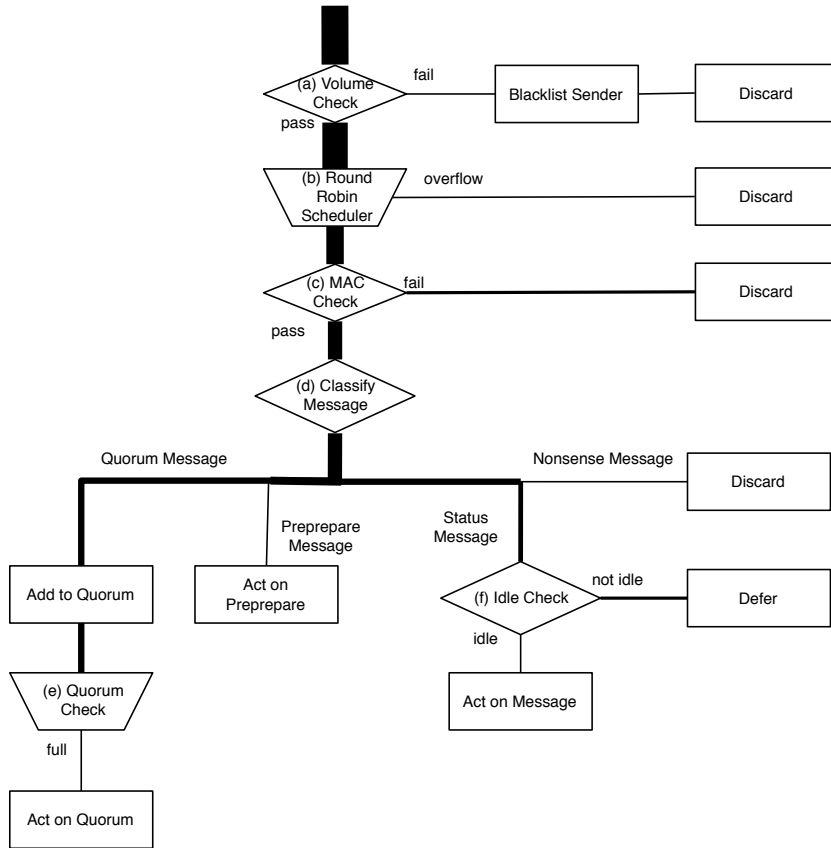 (a) Volume
Check
fail
Blacklist Sender
Discard
pass
(b) Round
Robin
Scheduler
overflow
Discard
(c) MAC
Check
fail
Discard
pass
(d) Classify
Message
Quorum Message
Nonsense Message
Discard
Preprepare
Message
Status
Message
Add to Quorum
Act on
Preprepare
(f) Idle Check
not idle
Defer
idle
(e) Quorum
Check
Act on Message
full
Act on Quorum